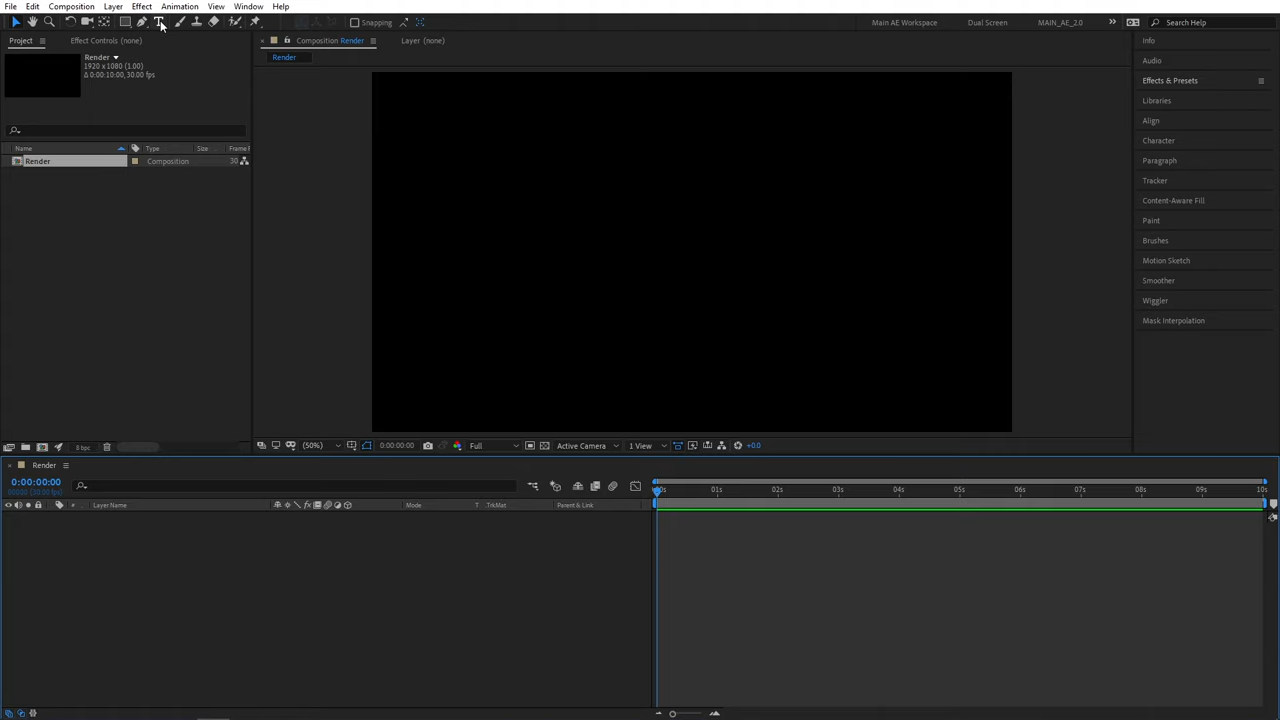 File Edit Composition Layer Effect Animation View Window Help
T Snapping Main AE Workspace Dual Screen MAIN_AE_2.0 » Search Help
Project Effect Controls (none) Composition Render Layer (none) Info
Render Render
1920 x 1080 (1.00)
Δ 0:00:10:00, 30.00 fps
Audio
Effects & Presets
Libraries
Align
Character
Paragraph
Tracker
Content-Aware Fill
Paint
Brushes
Motion Sketch
Smoother
Wiggler
Mask Interpolation
Name Type Size Frame R
Render Composition 30
8 bpc (50%) 0:00:00:00 Full Active Camera 1 View +0.0
Render
0:00:00:00
00000 (30.00 fps)
01s 02s 03s 04s 05s 06s 07s 08s 09s 10s
# Layer Name fx Mode T TrkMat Parent & Link